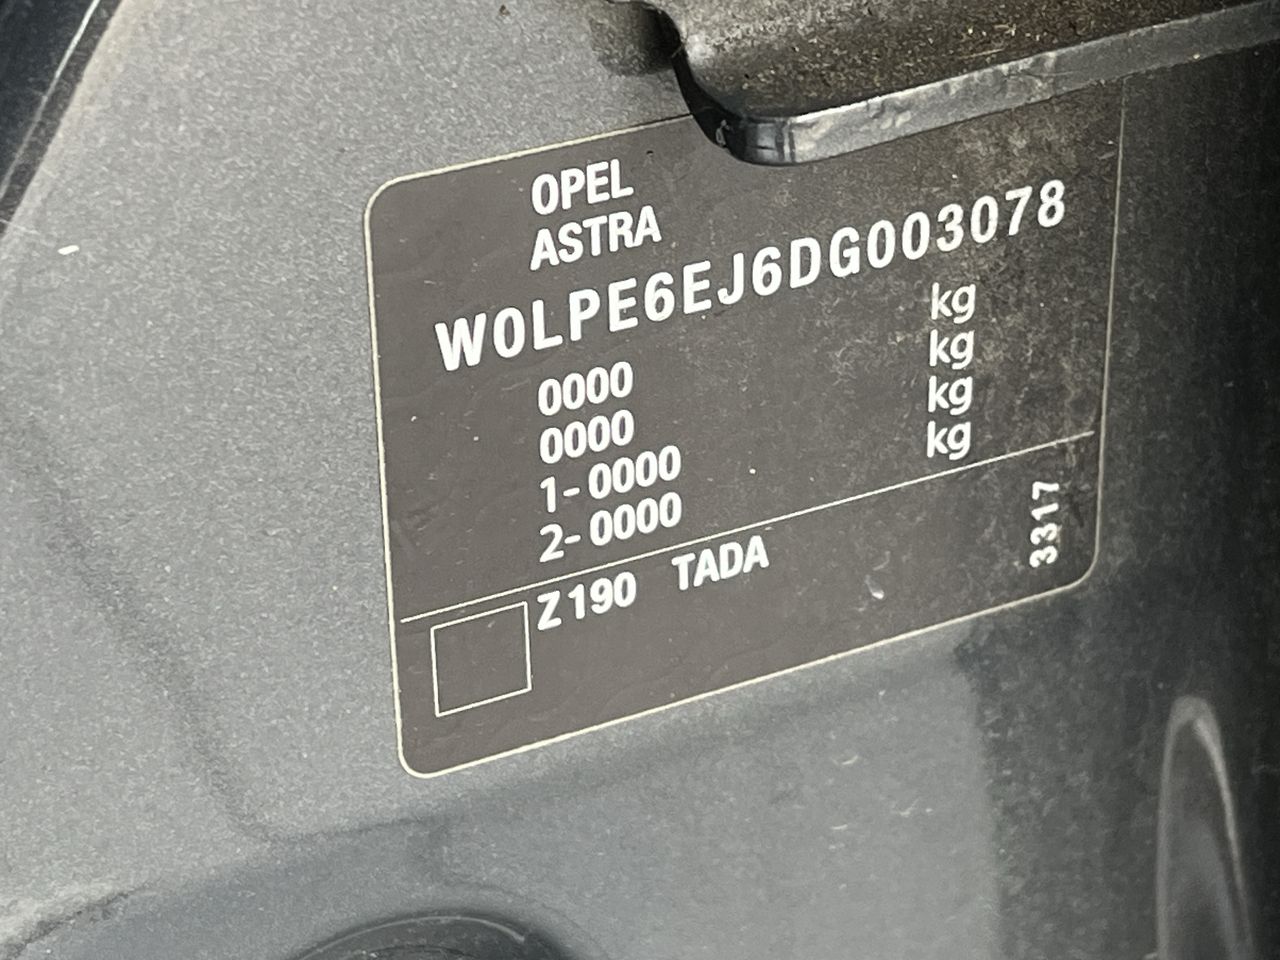 OPEL
ASTRA
W0LPE6EJ6DG003078
0000 kg
0000 kg
1-0000 kg
2-0000 kg
Z190 TADA
3317